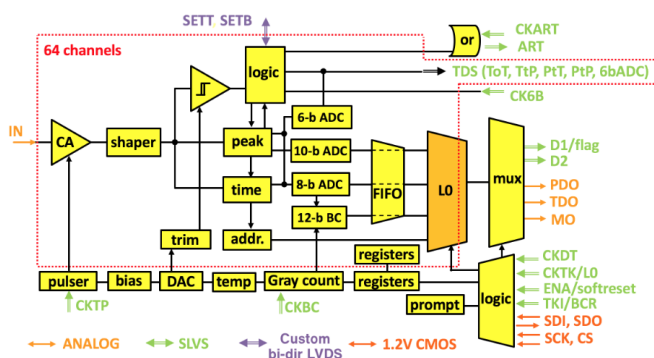 SETT SETB
64 channels
or
CKART
ART
logic
TDS (ToT, TtP, PtT, PtP, 6bADC)
CK6B
6-b ADC
IN
CA
shaper
peak
10-b ADC
time
8-b ADC
FIFO
L0
mux
D1/flag
D2
PDO
TDO
MO
12-b BC
trim
addr.
registers
pulser
bias
DAC
temp
Gray count
registers
CKTP
CKBC
prompt
logic
CKDT
CKTK/L0
ENA/softreset
TKI/BCR
SDI, SDO
SCK, CS
ANALOG
SLVS
Custom
bi-dir LVDS
1.2V CMOS